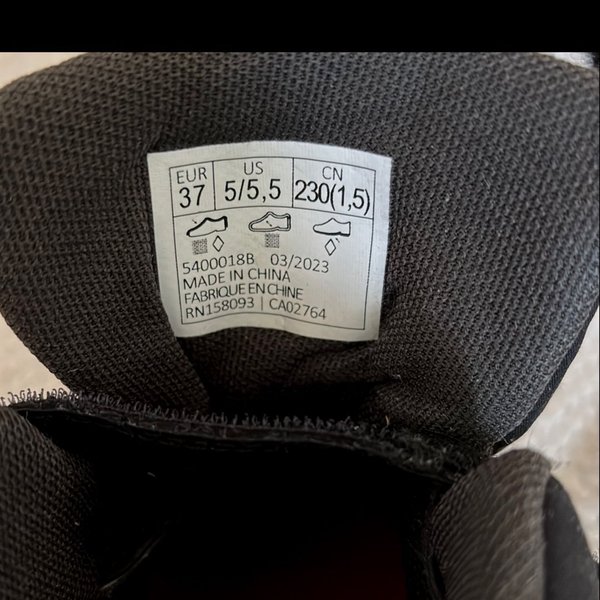 EUR US CN
37 5/5,5 230(1,5)
5400018B 03/2023
MADE IN CHINA
FABRIQUE EN CHINE
RN158093 | CA02764